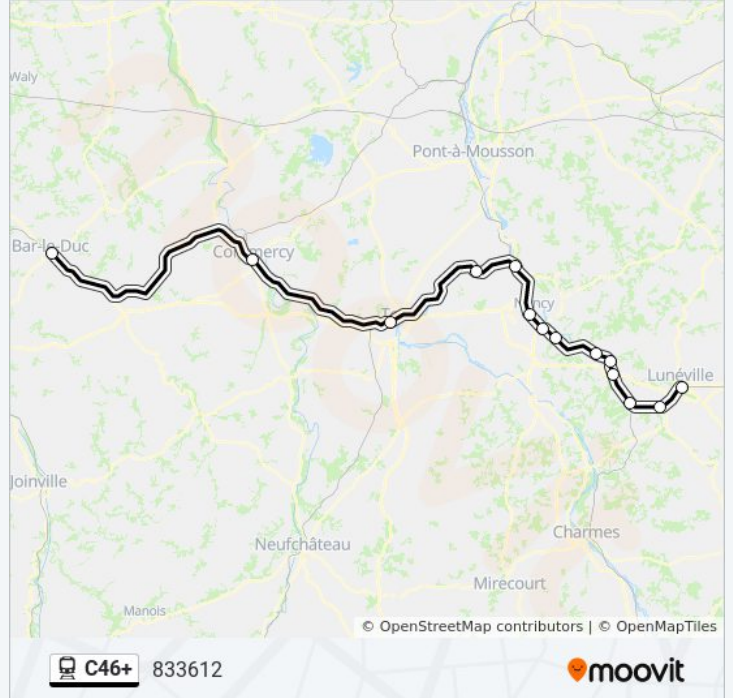 Waly
Pont-à-Mousson
Bar-le-Duc
Commercy
Nancy
Lunéville
Joinville
Charmes
Neufchâteau
Mirecourt
Manois
© OpenStreetMap contributors | © OpenMapTiles
C46+ 833612 moovit